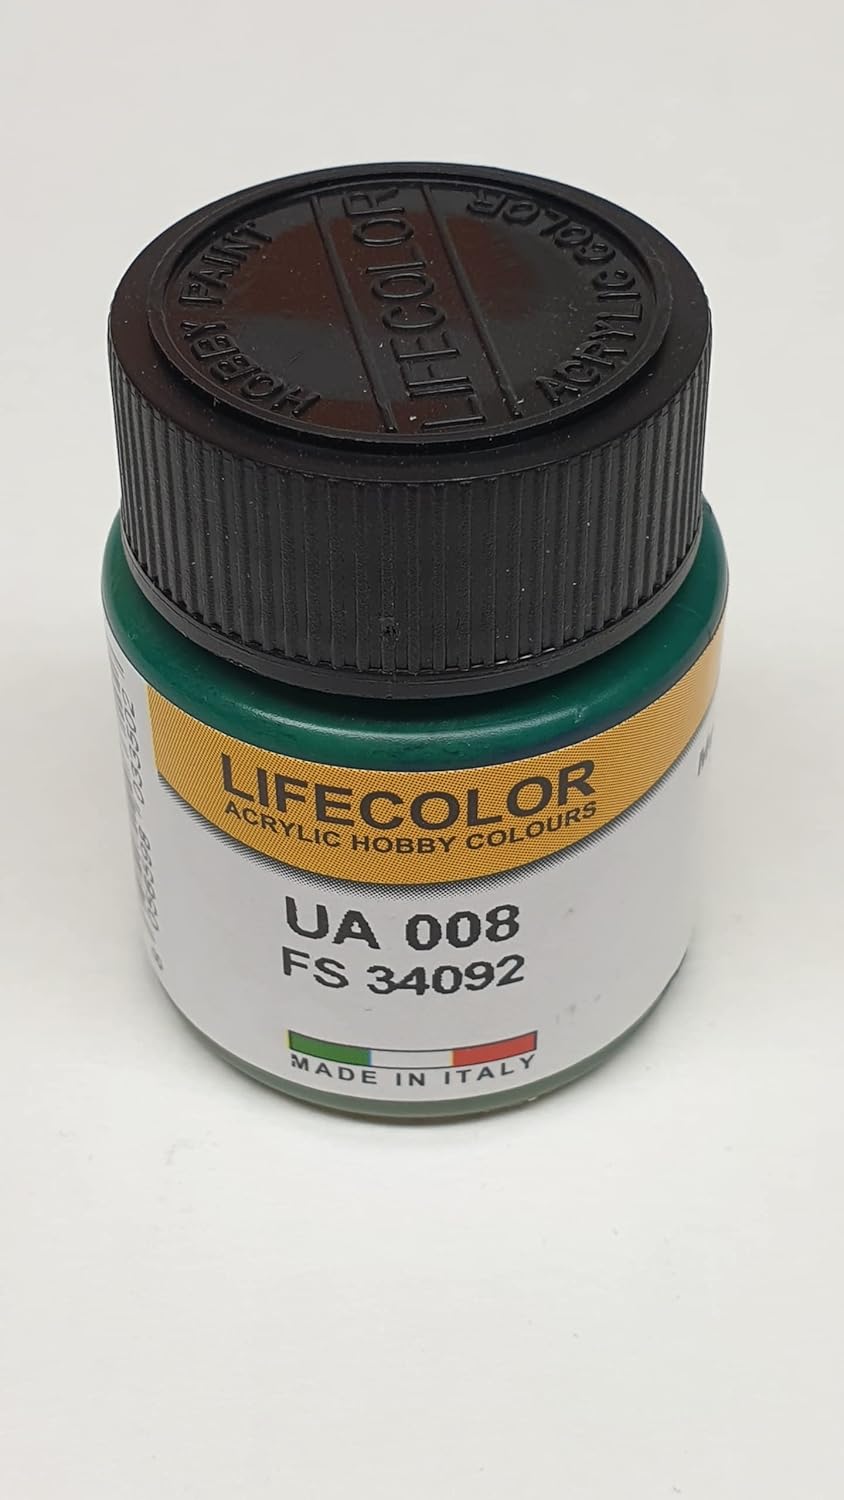 HOBBY PAINT
LIFECOLOR
ACRYLIC COLOR
LIFECOLOR
ACRYLIC HOBBY COLOURS
UA 008
FS 34092
MADE IN ITALY